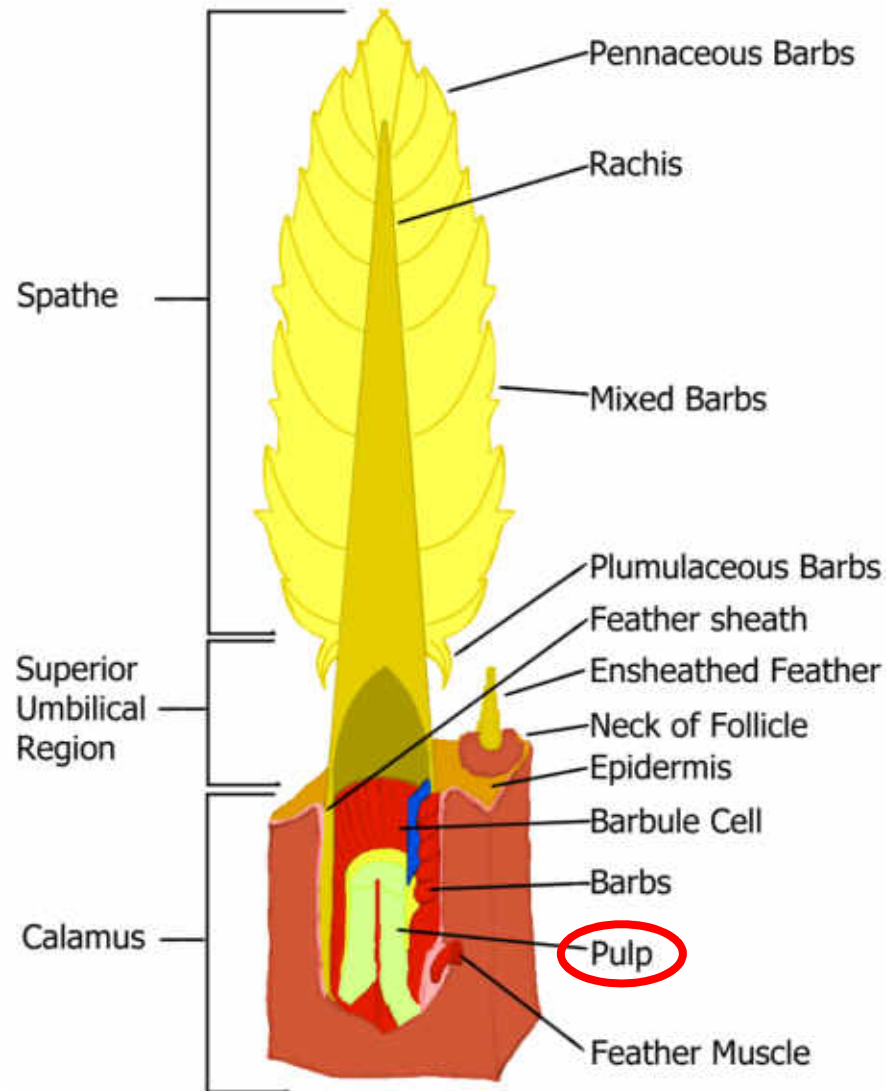 Pennaceous Barbs
Rachis
Spathe
Mixed Barbs
Plumulaceous Barbs
Feather sheath
Superior
Umbilical
Region
Ensheathed Feather
Neck of Follicle
Epidermis
Barbule Cell
Barbs
Calamus
Pulp
Feather Muscle